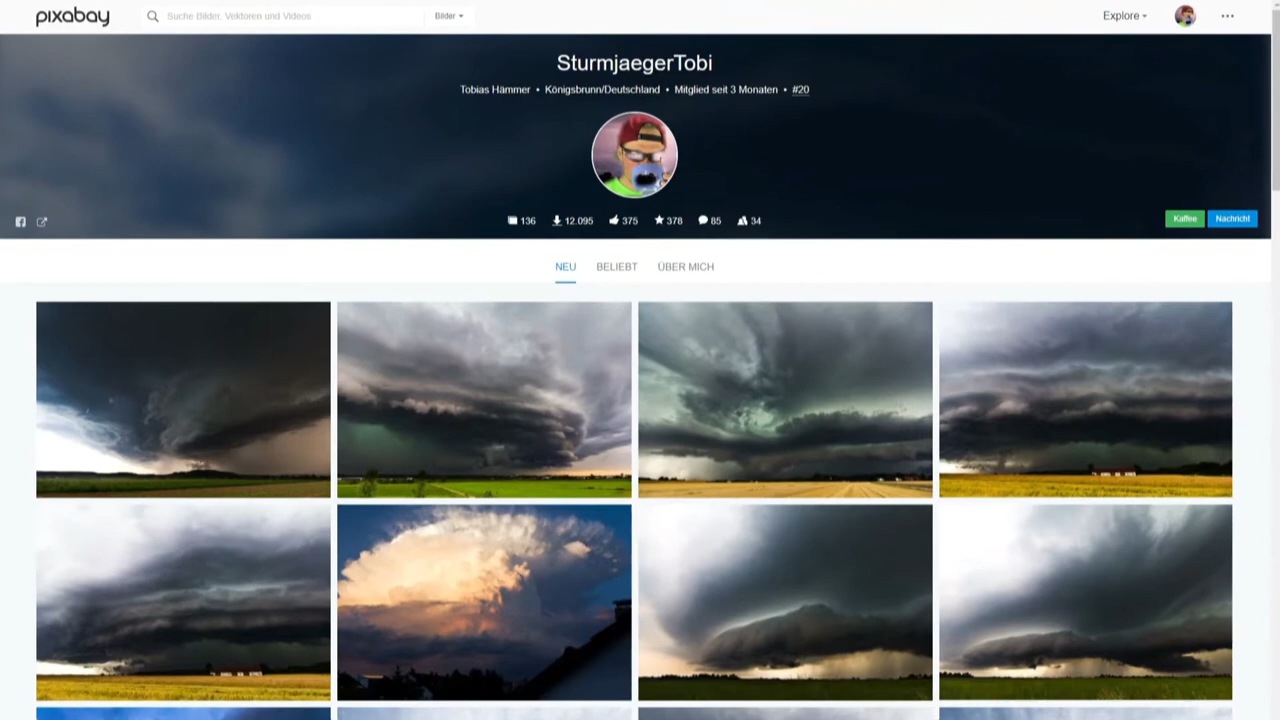 pixabay
Suche Bilder, Vektoren und Videos
Bilder
Explore
SturmjaegerTobi
Tobias Hämmer • Königsbrunn/Deutschland • Mitglied seit 3 Monaten • #20
136 12.095 375 378 85 34
Kaffee Nachricht
NEU BELIEBT ÜBER MICH